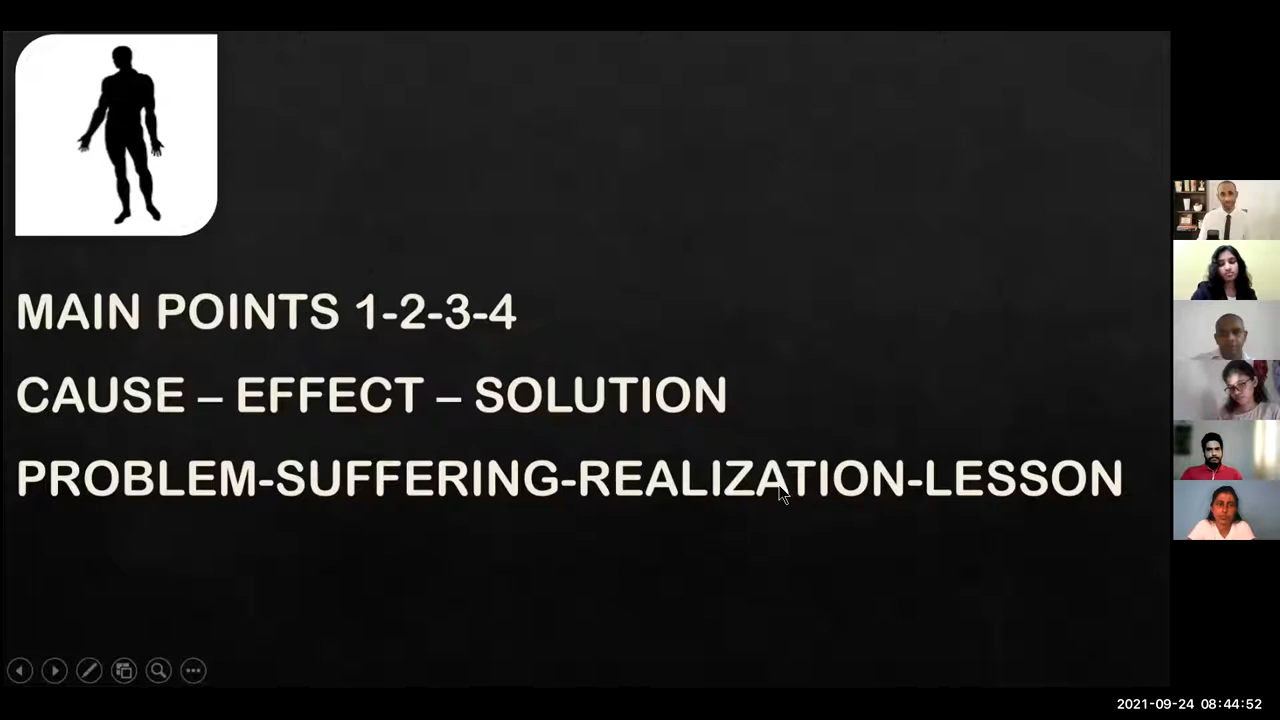 MAIN POINTS 1-2-3-4
CAUSE – EFFECT – SOLUTION
PROBLEM-SUFFERING-REALIZATION-LESSON
2021-09-24 08:44:52